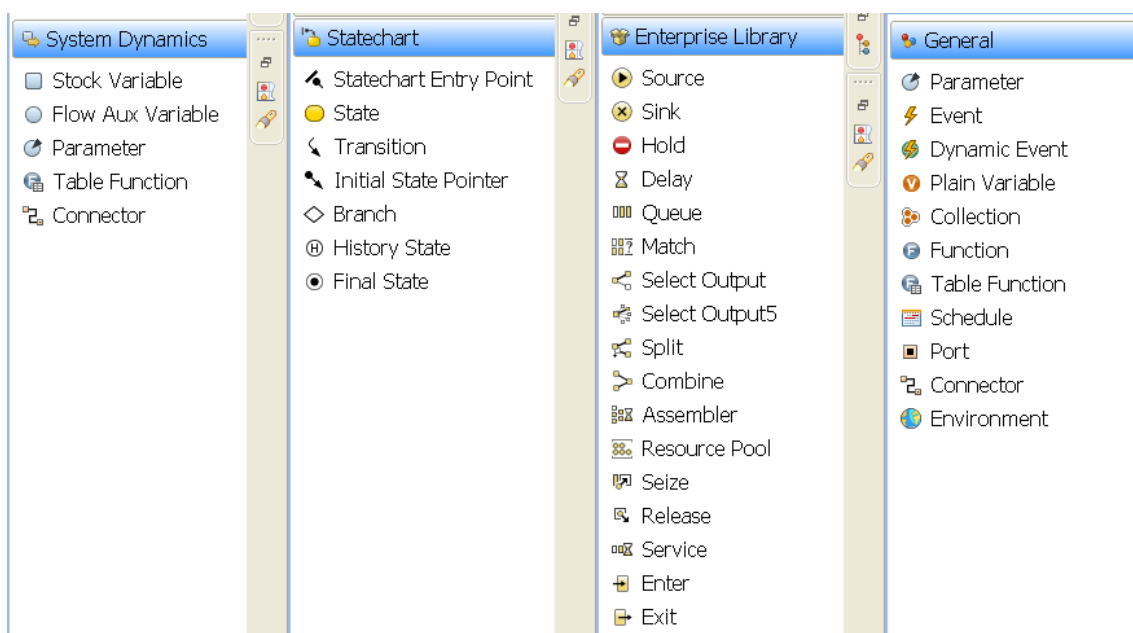 System Dynamics
Stock Variable
Flow Aux Variable
Parameter
Table Function
Connector
Statechart
Statechart Entry Point
State
Transition
Initial State Pointer
Branch
History State
Final State
Enterprise Library
Source
Sink
Hold
Delay
Queue
Match
Select Output
Select Output5
Split
Combine
Assembler
Resource Pool
Seize
Release
Service
Enter
Exit
General
Parameter
Event
Dynamic Event
Plain Variable
Collection
Function
Table Function
Schedule
Port
Connector
Environment